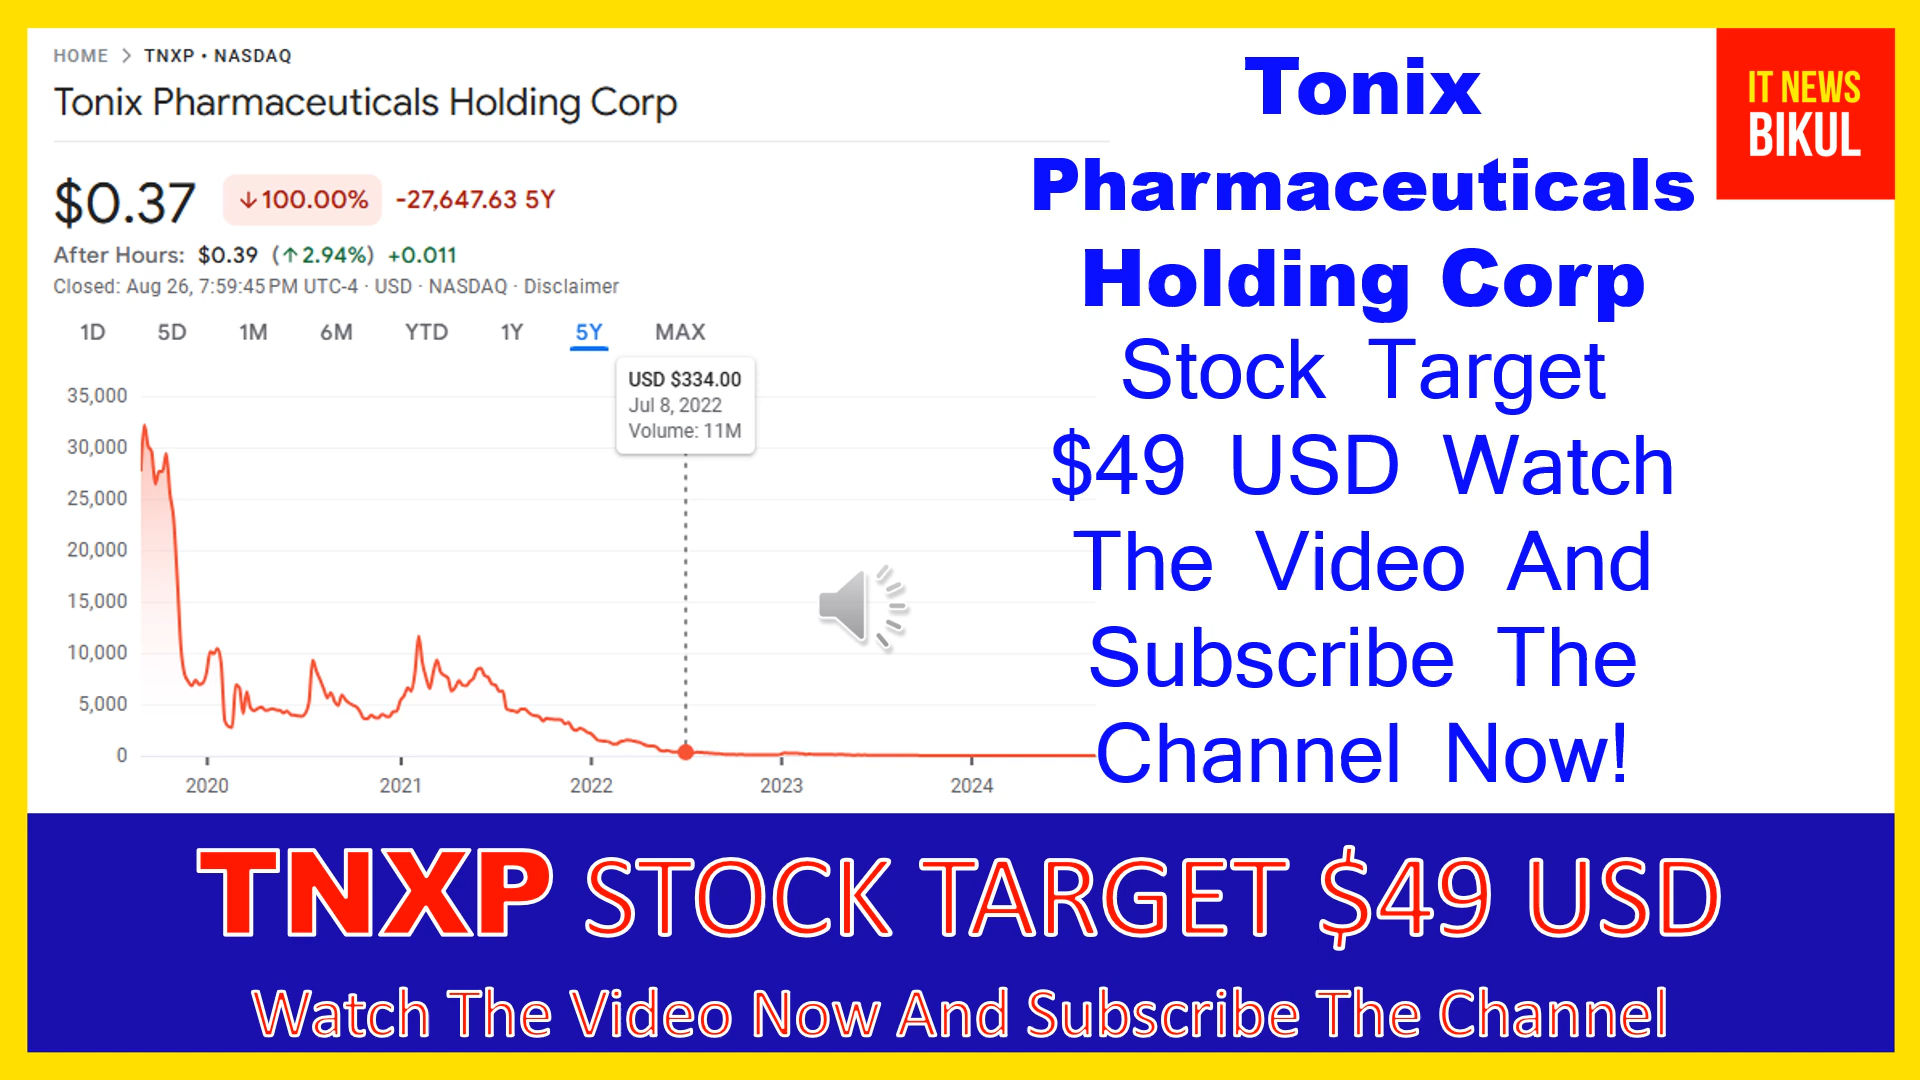 HOME > TNXP • NASDAQ
Tonix Pharmaceuticals Holding Corp
$0.37 ↓100.00% -27,647.63 5Y
After Hours: $0.39 (↑2.94%) +0.011
Closed: Aug 26, 7:59:45 PM UTC-4 · USD · NASDAQ · Disclaimer
1D 5D 1M 6M YTD 1Y 5Y MAX
USD $334.00
Jul 8, 2022
Volume: 11M
35,000
30,000
25,000
20,000
15,000
10,000
5,000
0
2020 2021 2022 2023 2024
Tonix
Pharmaceuticals
Holding Corp
Stock Target
$49 USD Watch
The Video And
Subscribe The
Channel Now!
IT NEWS
BIKUL
TNXP STOCK TARGET $49 USD
Watch The Video Now And Subscribe The Channel